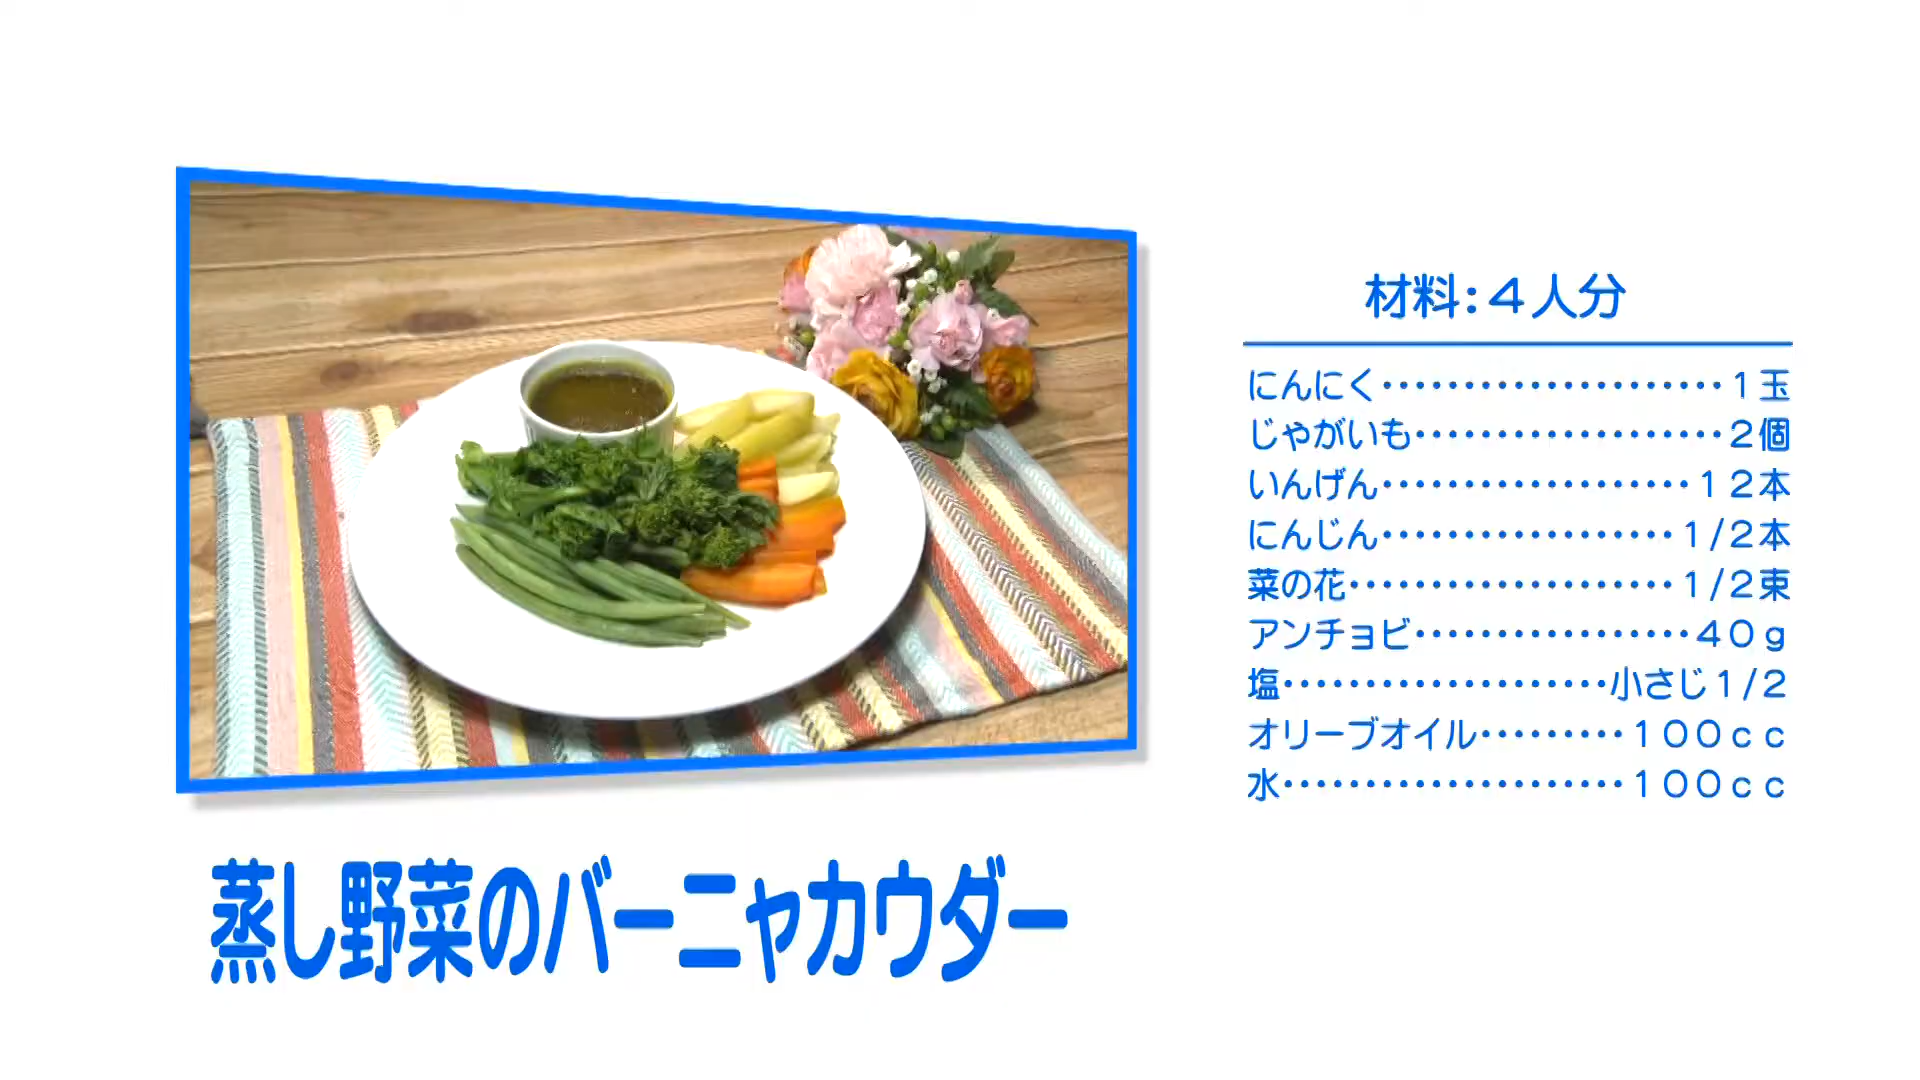 材料:４人分
にんにく・・・・・・・・・・・・・・・・・・・・・１玉
じゃがいも・・・・・・・・・・・・・・・・・・・２個
いんげん・・・・・・・・・・・・・・・・・・・１２本
にんじん・・・・・・・・・・・・・・・・・・１/２本
菜の花・・・・・・・・・・・・・・・・・・・・１/２束
アンチョビ・・・・・・・・・・・・・・・・・４０ｇ
塩・・・・・・・・・・・・・・・・・・・・小さじ１/２
オリーブオイル・・・・・・・・・１００ｃｃ
水・・・・・・・・・・・・・・・・・・・・・１００ｃｃ
蒸し野菜のバーニャカウダー